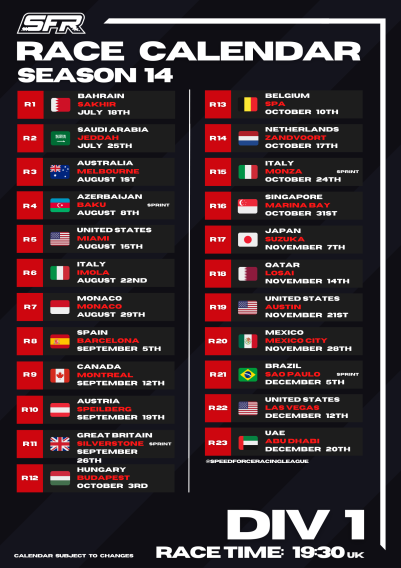 SFR
RACE CALENDAR
SEASON 14
R1
BAHRAIN
SAKHIR
JULY 18TH
R2
SAUDI ARABIA
JEDDAH
JULY 25TH
R3
AUSTRALIA
MELBOURNE
AUGUST 1ST
R4
AZERBAIJAN
BAKU SPRINT
AUGUST 8TH
R5
UNITED STATES
MIAMI
AUGUST 15TH
R6
ITALY
IMOLA
AUGUST 22ND
R7
MONACO
MONACO
AUGUST 29TH
R8
SPAIN
BARCELONA
SEPTEMBER 5TH
R9
CANADA
MONTREAL
SEPTEMBER 12TH
R10
AUSTRIA
SPEILBERG
SEPTEMBER 19TH
R11
GREAT BRITAIN
SILVERSTONE SPRINT
SEPTEMBER
26TH
R12
HUNGARY
BUDAPEST
OCTOBER 3RD
R13
BELGIUM
SPA
OCTOBER 10TH
R14
NETHERLANDS
ZANDVOORT
OCTOBER 17TH
R15
ITALY
MONZA SPRINT
OCTOBER 24TH
R16
SINGAPORE
MARINA BAY
OCTOBER 31ST
R17
JAPAN
SUZUKA
NOVEMBER 7TH
R18
QATAR
LOSAI
NOVEMBER 14TH
R19
UNITED STATES
AUSTIN
NOVEMBER 21ST
R20
MEXICO
MEXICO CITY
NOVEMBER 28TH
R21
BRAZIL
SAO PAULO SPRINT
DECEMBER 5TH
R22
UNITED STATES
LAS VEGAS
DECEMBER 12TH
R23
UAE
ABU DHABI
DECEMBER 20TH
@SPEEDFORCERACINGLEAGUE
DIV 1
CALENDAR SUBJECT TO CHANGES
RACE TIME: 19:30 UK